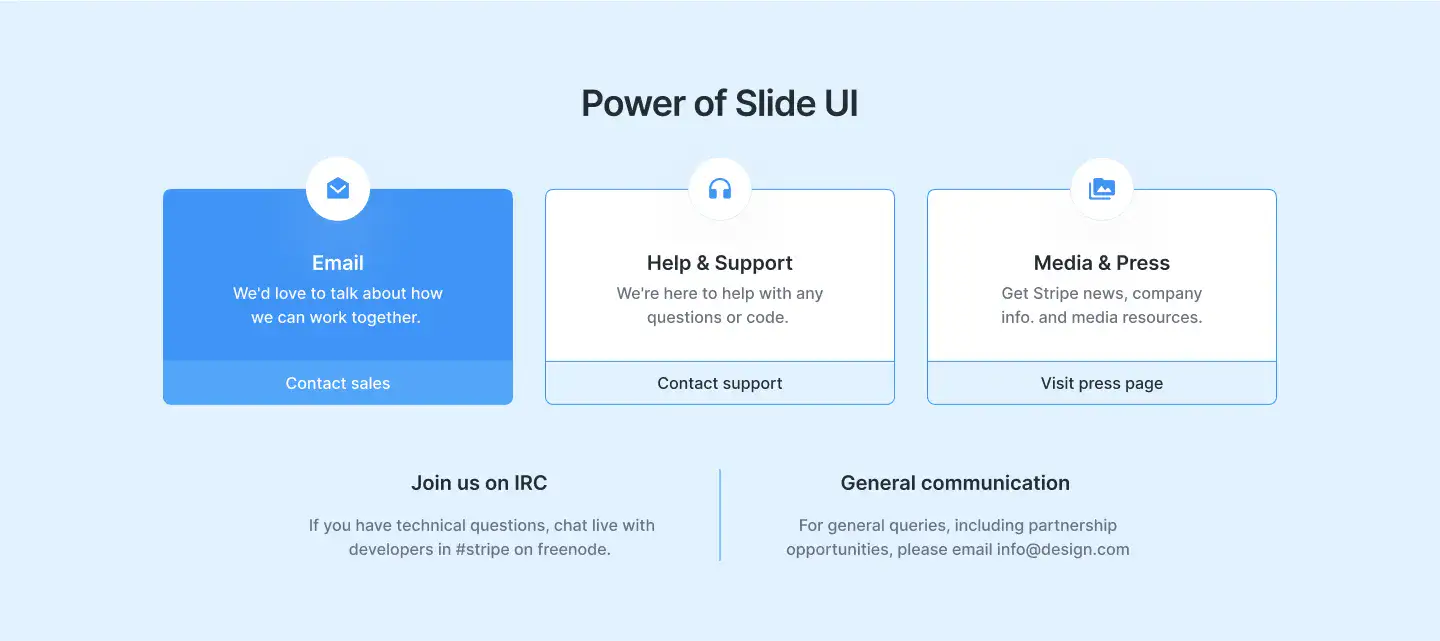 Power of Slide UI
Email
We'd love to talk about how
we can work together.
Contact sales
Help & Support
We're here to help with any
questions or code.
Contact support
Media & Press
Get Stripe news, company
info. and media resources.
Visit press page
Join us on IRC
If you have technical questions, chat live with
developers in #stripe on freenode.
General communication
For general queries, including partnership
opportunities, please email info@design.com